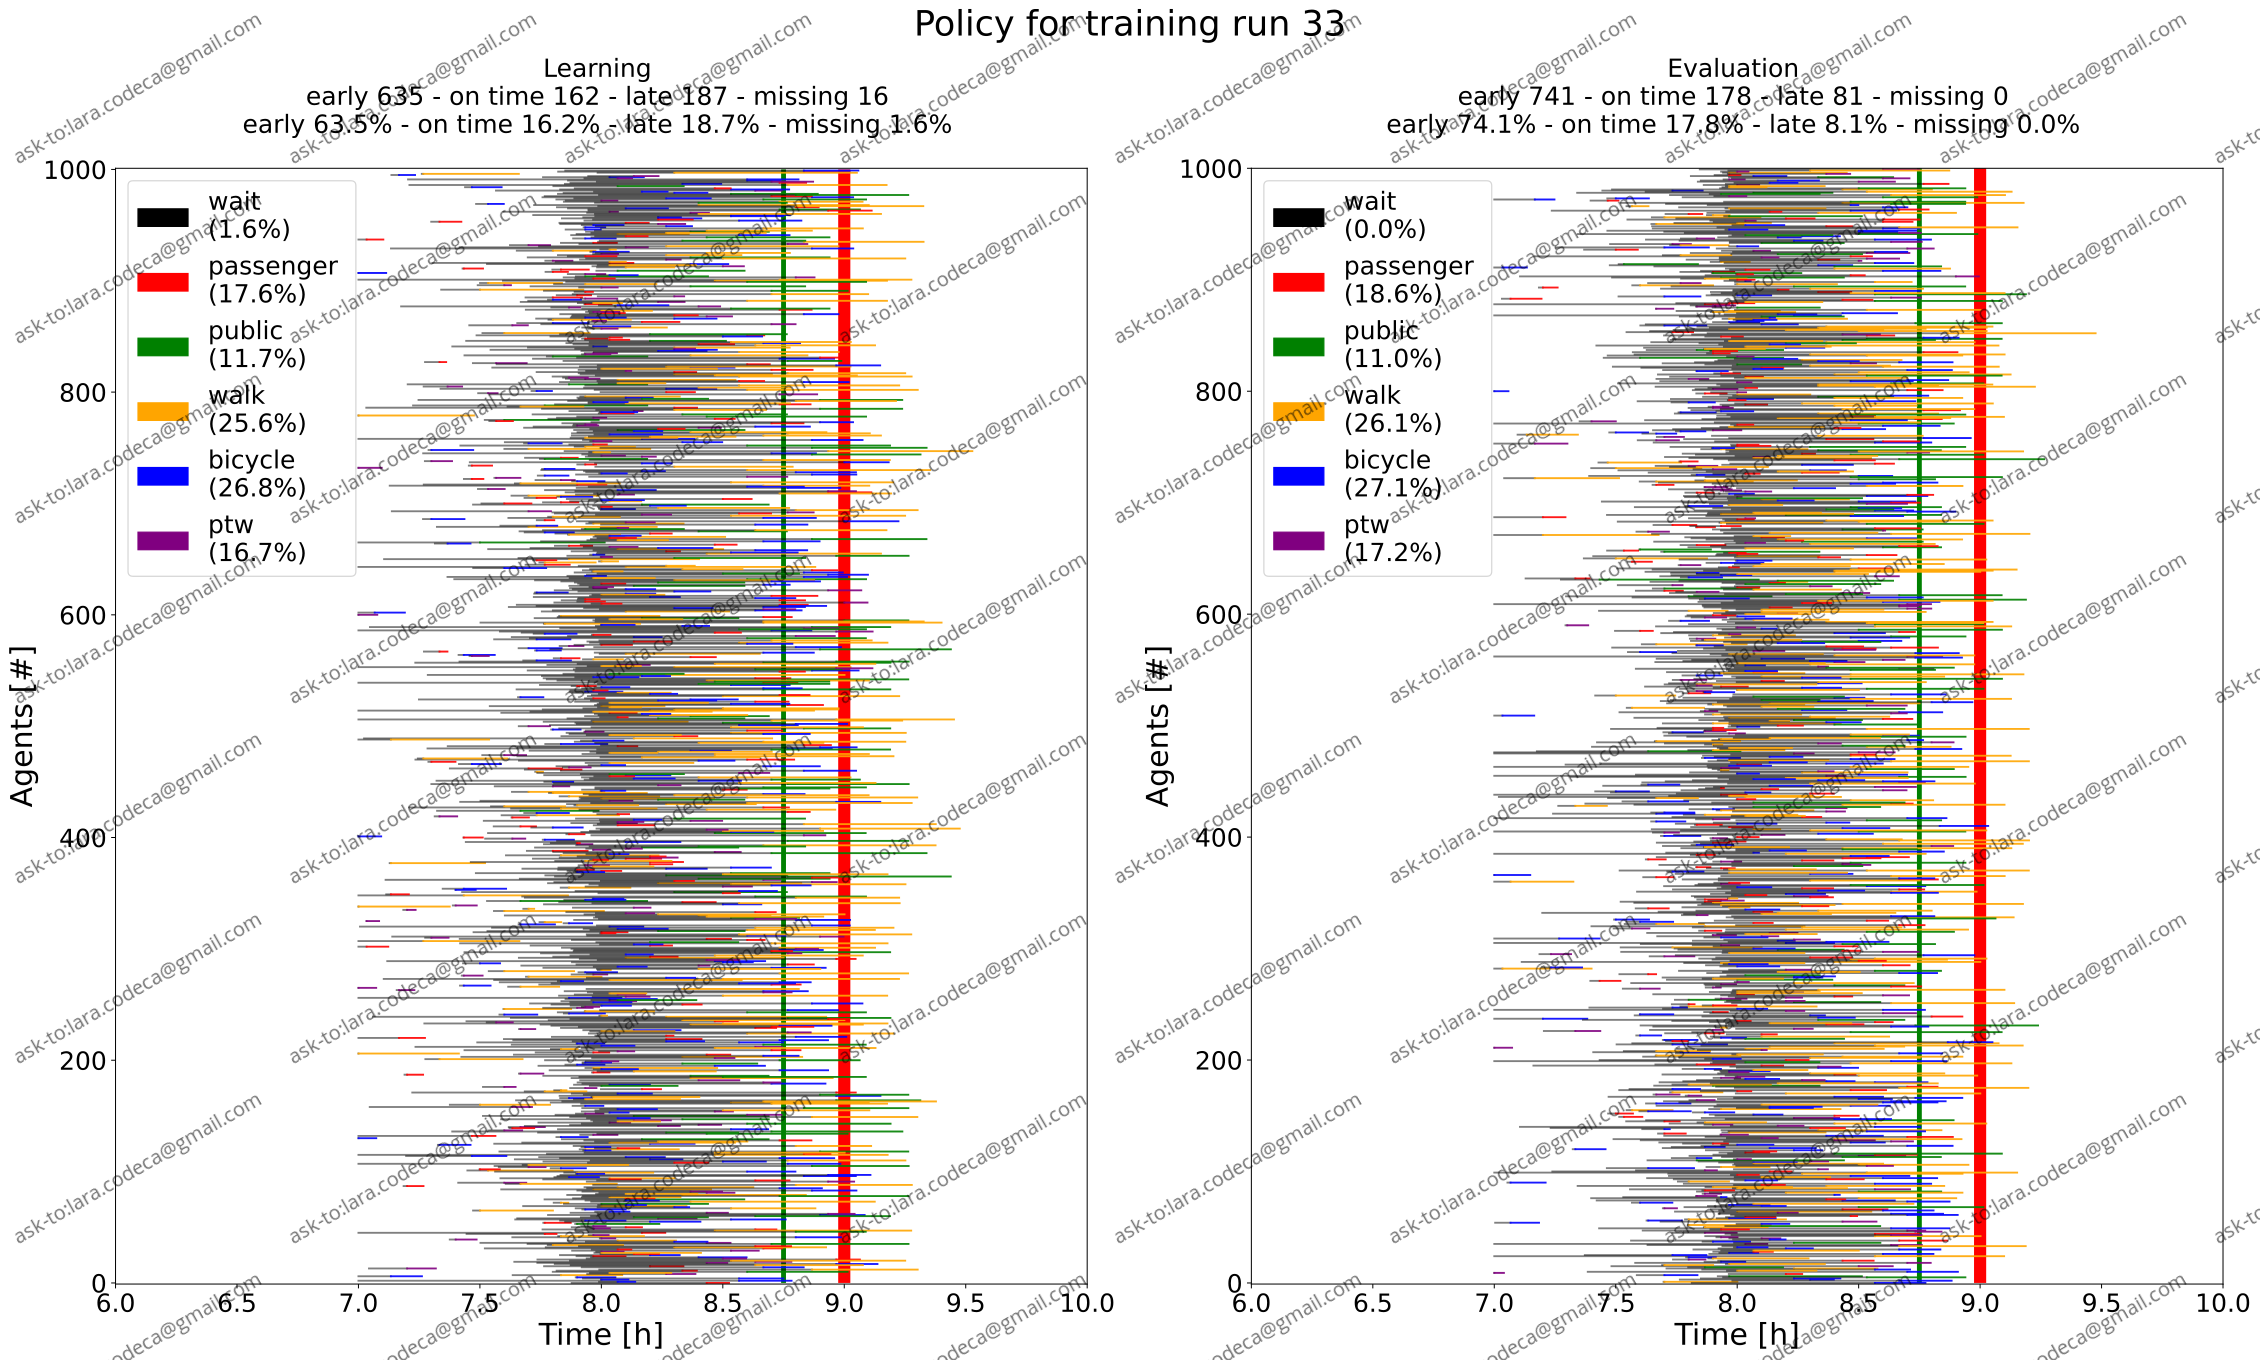 Policy for training run 33
Learning
early 635 - on time 162 - late 187 - missing 16
early 63.5% - on time 16.2% - late 18.7% - missing 1.6%
1000
800
600
400
200
0
Agents [#]
wait
(1.6%)
passenger
(17.6%)
public
(11.7%)
walk
(25.6%)
bicycle
(26.8%)
ptw
(16.7%)
6.0 6.5 7.0 7.5 8.0 8.5 9.0 9.5 10.0
Time [h]
Evaluation
early 741 - on time 178 - late 81 - missing 0
early 74.1% - on time 17.8% - late 8.1% - missing 0.0%
1000
800
600
400
200
0
Agents [#]
wait
(0.0%)
passenger
(18.6%)
public
(11.0%)
walk
(26.1%)
bicycle
(27.1%)
ptw
(17.2%)
6.0 6.5 7.0 7.5 8.0 8.5 9.0 9.5 10.0
Time [h]
ask-to:lara.codeca@gmail.com